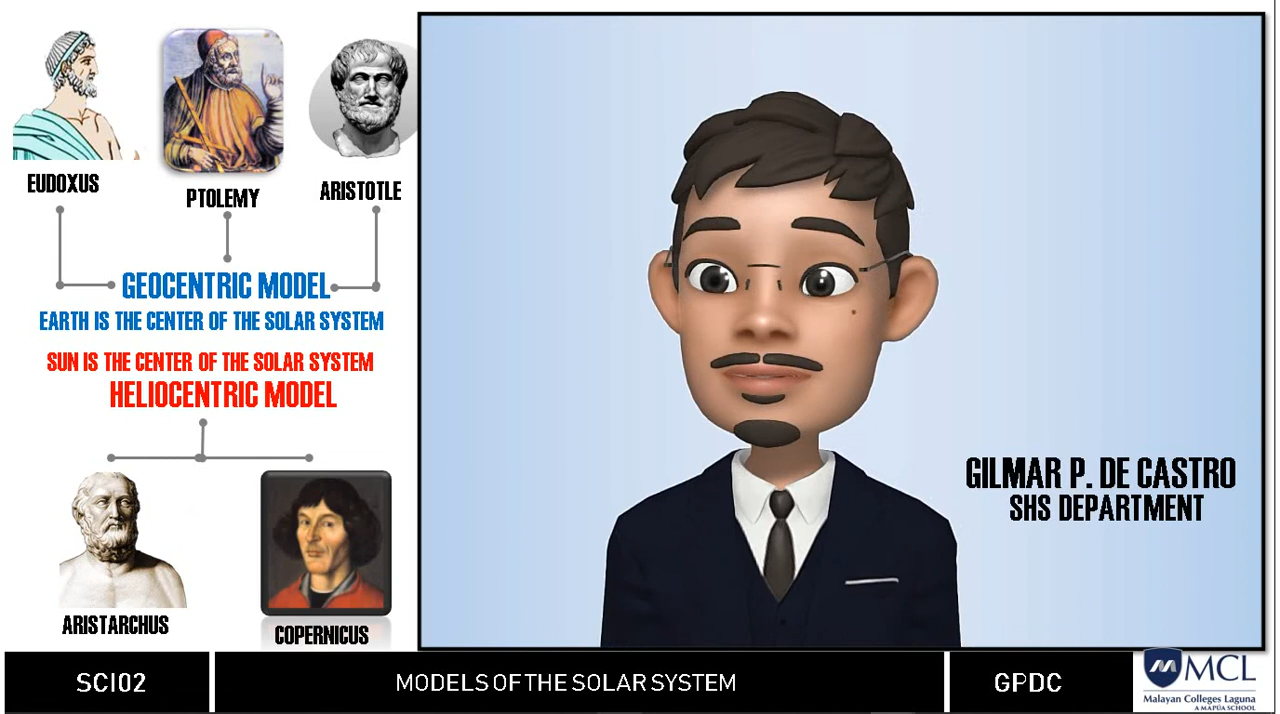 EUDOXUS
PTOLEMY
ARISTOTLE
GEOCENTRIC MODEL
EARTH IS THE CENTER OF THE SOLAR SYSTEM
SUN IS THE CENTER OF THE SOLAR SYSTEM
HELIOCENTRIC MODEL
ARISTARCHUS
COPERNICUS
GILMAR P. DE CASTRO
SHS DEPARTMENT
SCI02
MODELS OF THE SOLAR SYSTEM
GPDC
MCL
Malayan Colleges Laguna
A MAPÚA SCHOOL